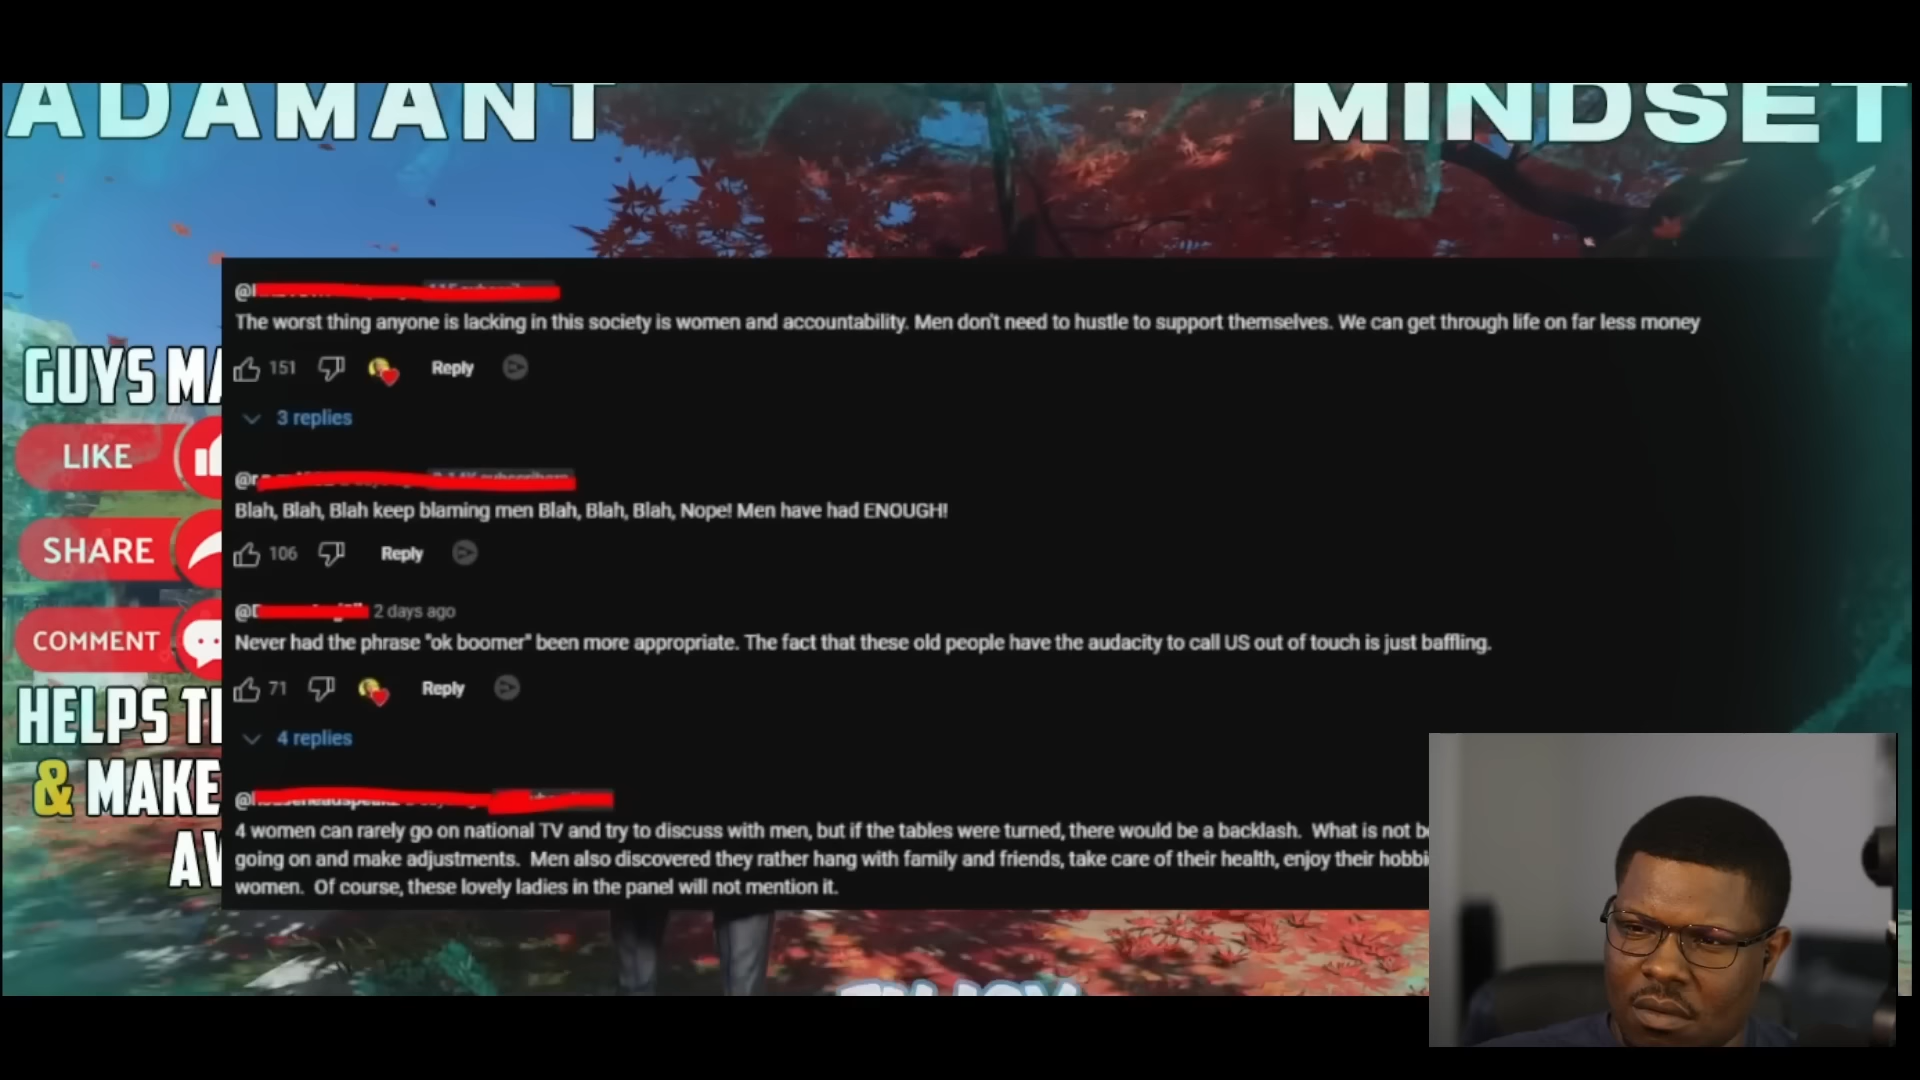 ADAMANT MINDSET
The worst thing anyone is lacking in this society is women and accountability. Men don't need to hustle to support themselves. We can get through life on far less money
151 Reply
3 replies
Blah, Blah, Blah keep blaming men Blah, Blah, Blah, Nope! Men have had ENOUGH!
106 Reply
2 days ago
Never had the phrase "ok boomer" been more appropriate. The fact that these old people have the audacity to call US out of touch is just baffling.
71 Reply
4 replies
4 women can rarely go on national TV and try to discuss with men, but if the tables were turned, there would be a backlash. What is not
going on and make adjustments. Men also discovered they rather hang with family and friends, take care of their health, enjoy their
women. Of course, these lovely ladies in the panel will not mention it.
GUYS
LIKE
SHARE
COMMENT
HELPS
& MAKE
ENJOY